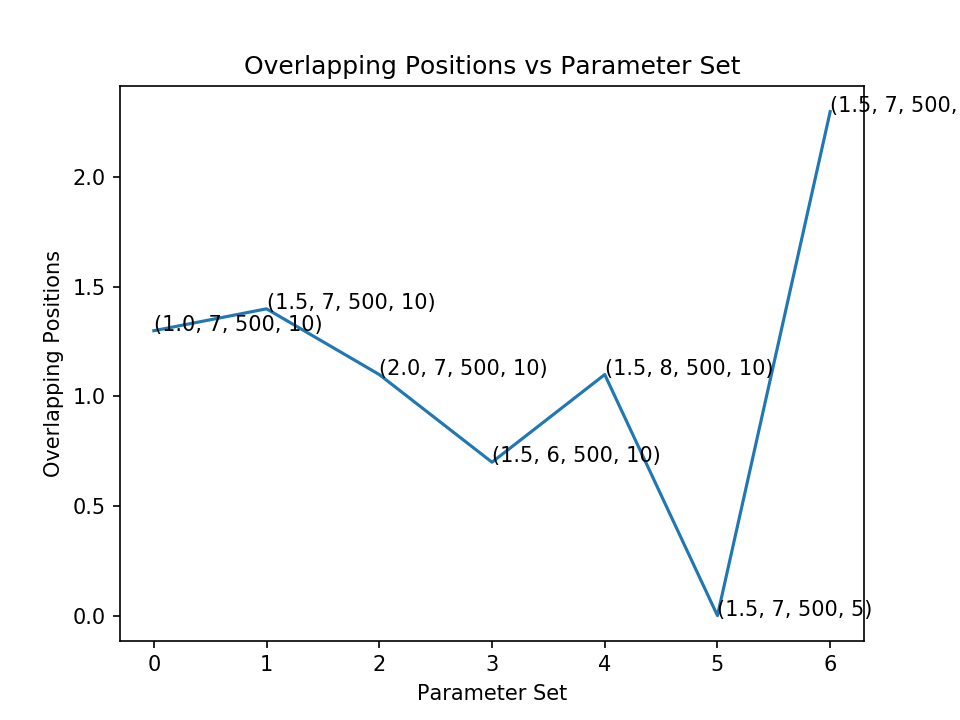 Overlapping Positions vs Parameter Set
(1.5, 7, 500,
2.0
Overlapping Positions
1.5
(1.5, 7, 500, 10)
(1.0, 7, 500, 10)
(2.0, 7, 500, 10)
(1.5, 8, 500, 10)
1.0
(1.5, 6, 500, 10)
0.5
(1.5, 7, 500, 5)
0.0
0 1 2 3 4 5 6
Parameter Set